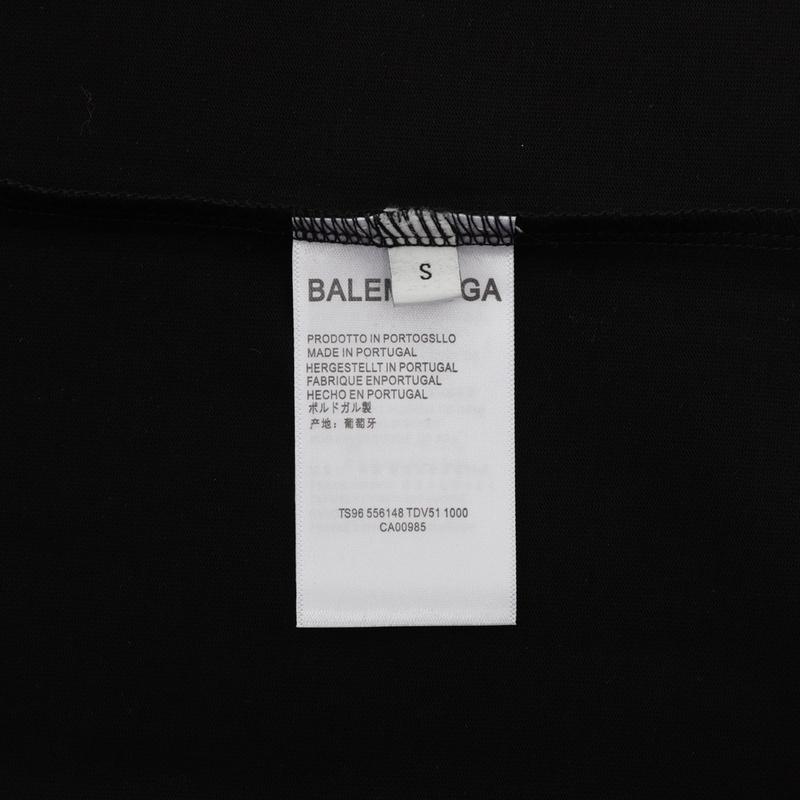 S
BALEN GA
PRODOTTO IN PORTOGSLLO
MADE IN PORTUGAL
HERGESTELLT IN PORTUGAL
FABRIQUE ENPORTUGAL
HECHO EN PORTUGAL
ポルドガル製
产地：葡萄牙
TS96 556148 TDV51 1000
CA00985